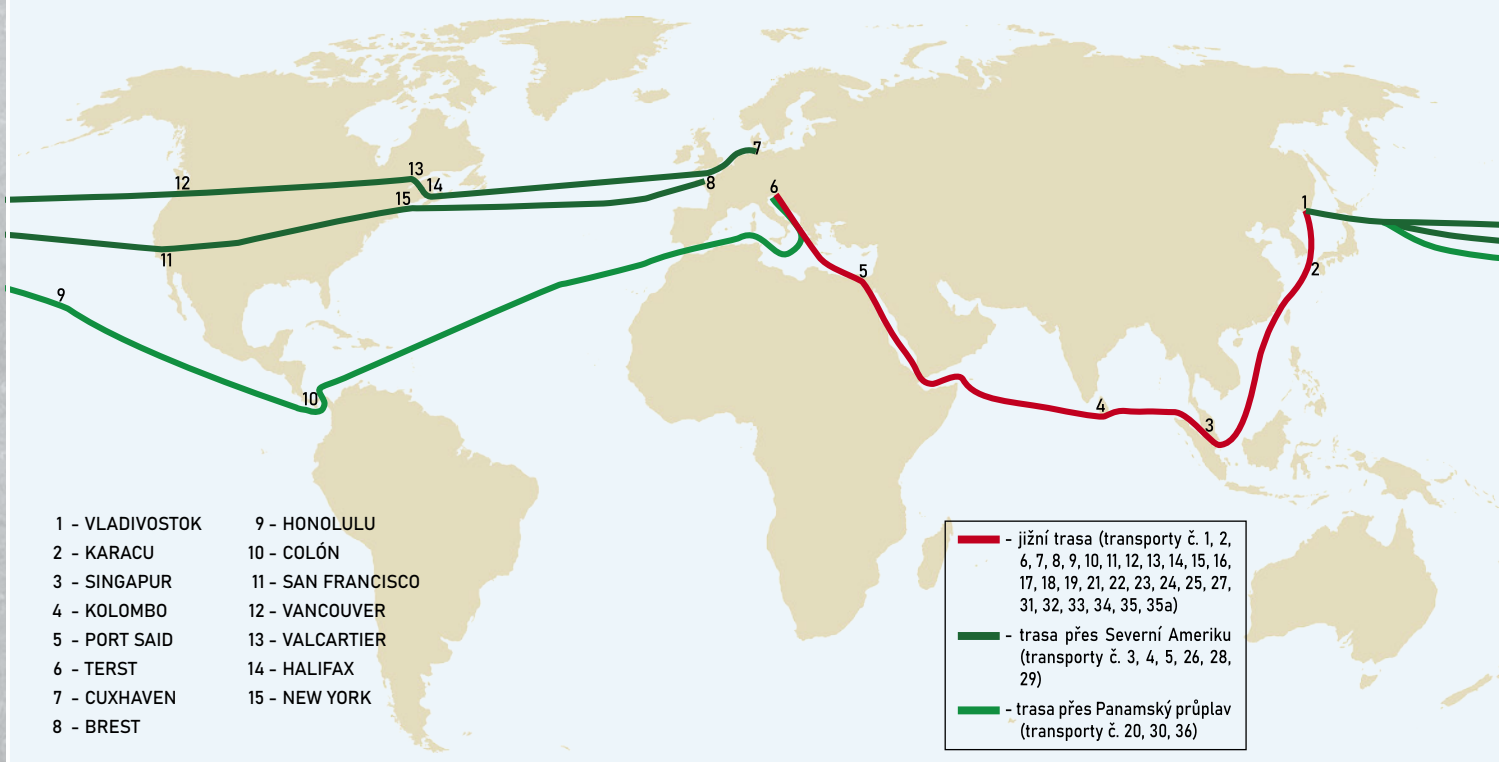 12
13
14
15
11
9
10
7
8
6
5
4
3
2
1
1 - VLADIVOSTOK
2 - KARACU
3 - SINGAPUR
4 - KOLOMBO
5 - PORT SAID
6 - TERST
7 - CUXHAVEN
8 - BREST
9 - HONOLULU
10 - COLÓN
11 - SAN FRANCISCO
12 - VANCOUVER
13 - VALCARTIER
14 - HALIFAX
15 - NEW YORK
- jižní trasa (transporty č. 1, 2,
6, 7, 8, 9, 10, 11, 12, 13, 14, 15, 16,
17, 18, 19, 21, 22, 23, 24, 25, 27,
31, 32, 33, 34, 35, 35a)
- trasa přes Severní Ameriku
(transporty č. 3, 4, 5, 26, 28,
29)
- trasa přes Panamský průplav
(transporty č. 20, 30, 36)